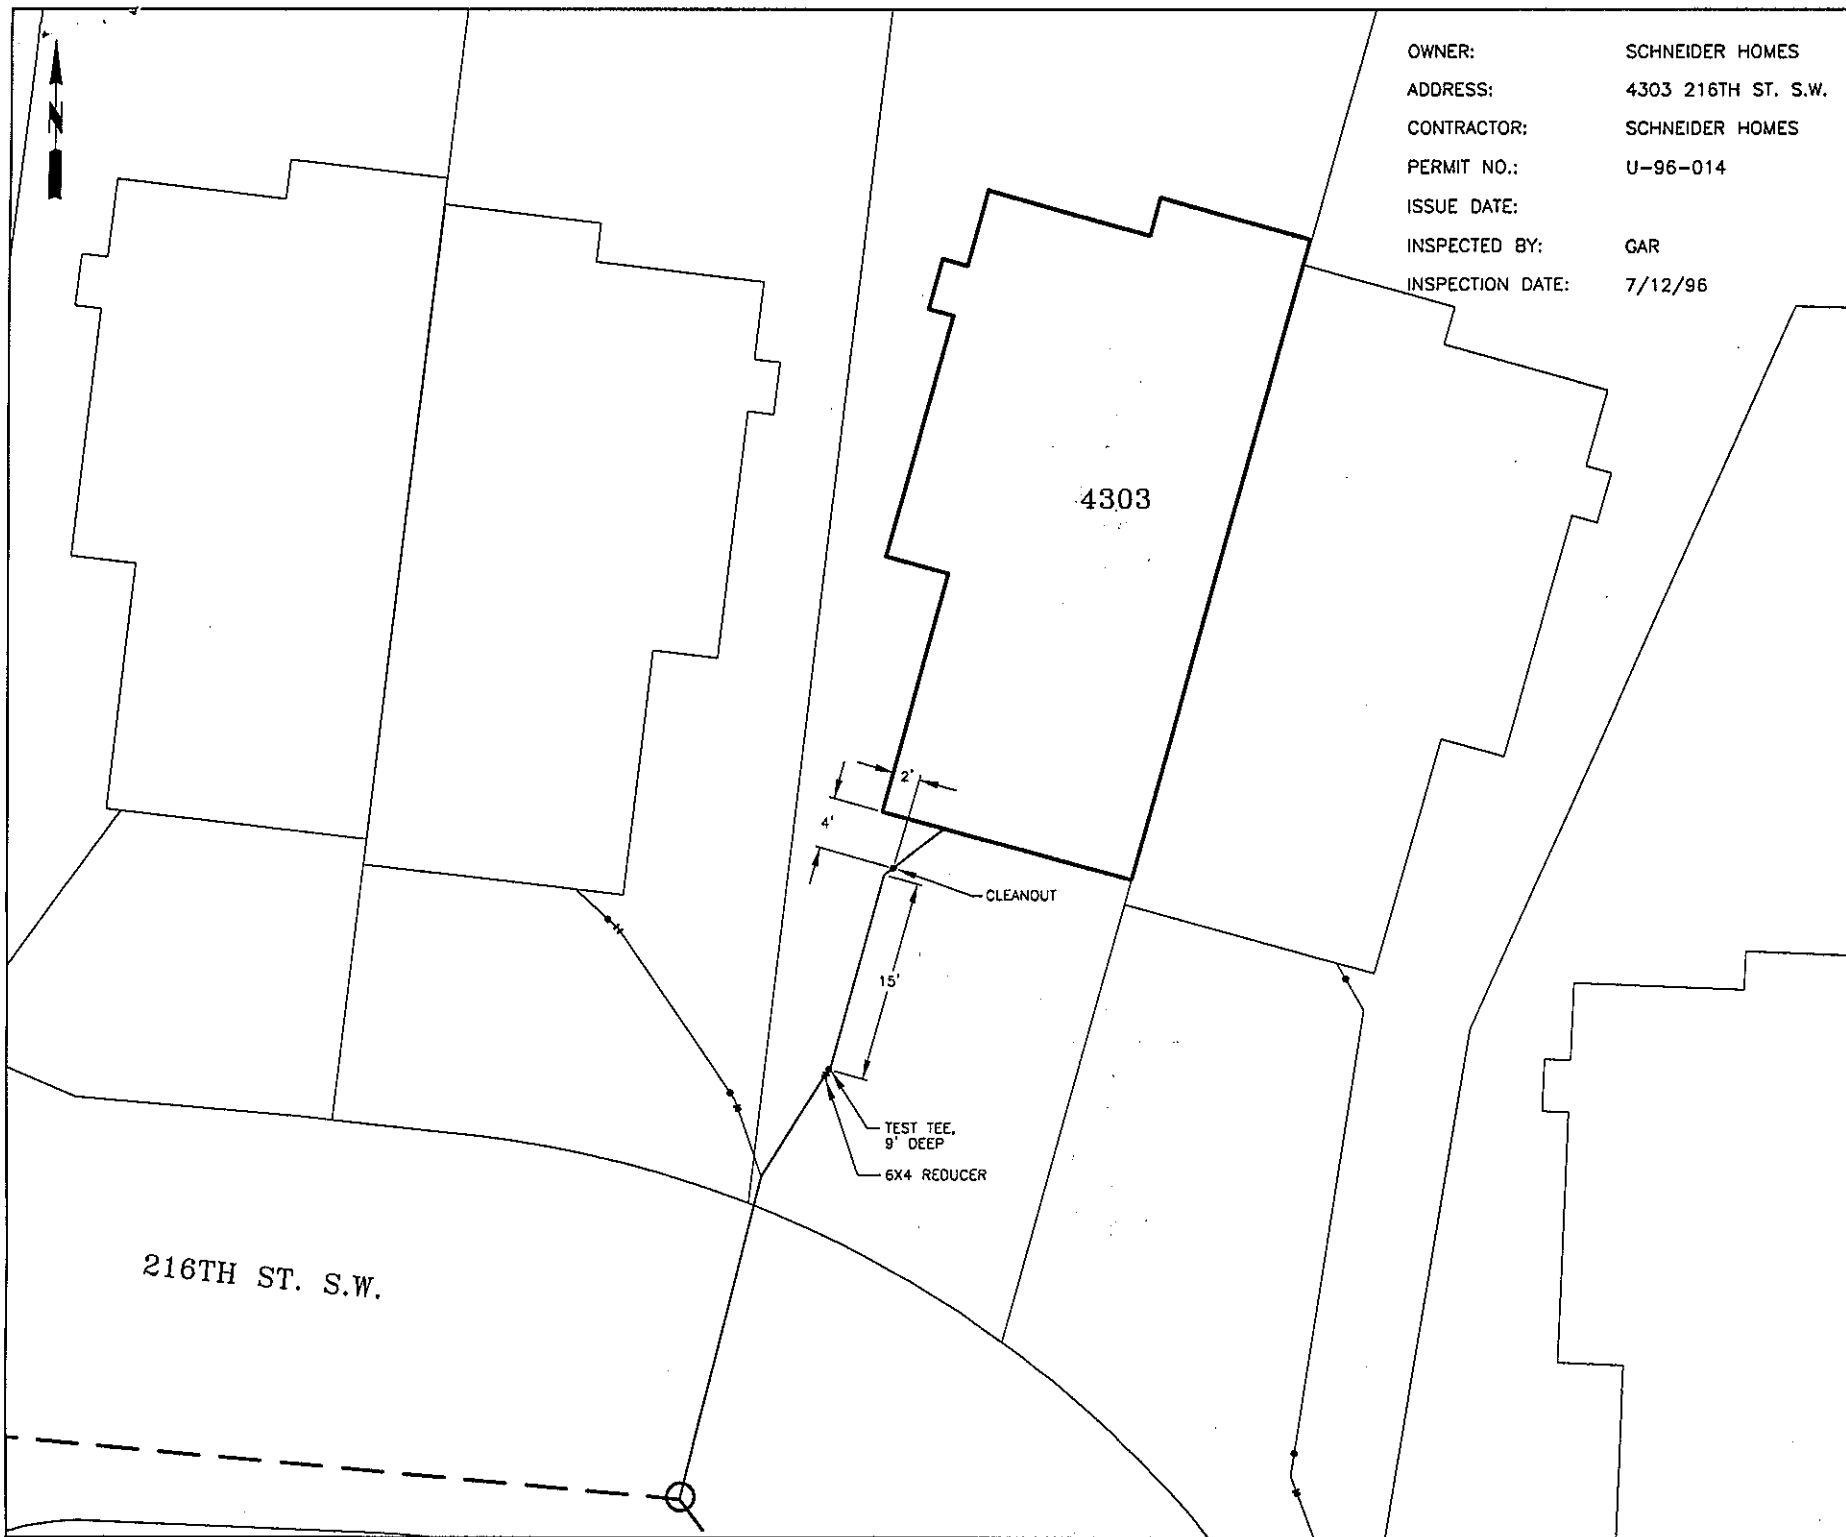 OWNER: SCHNEIDER HOMES
ADDRESS: 4303 216TH ST. S.W.
CONTRACTOR: SCHNEIDER HOMES
PERMIT NO.: U-96-014
ISSUE DATE:
INSPECTED BY: GAR
INSPECTION DATE: 7/12/96
N
4303
2'
4'
CLEANOUT
15'
TEST TEE,
9' DEEP
6X4 REDUCER
216TH ST. S.W.